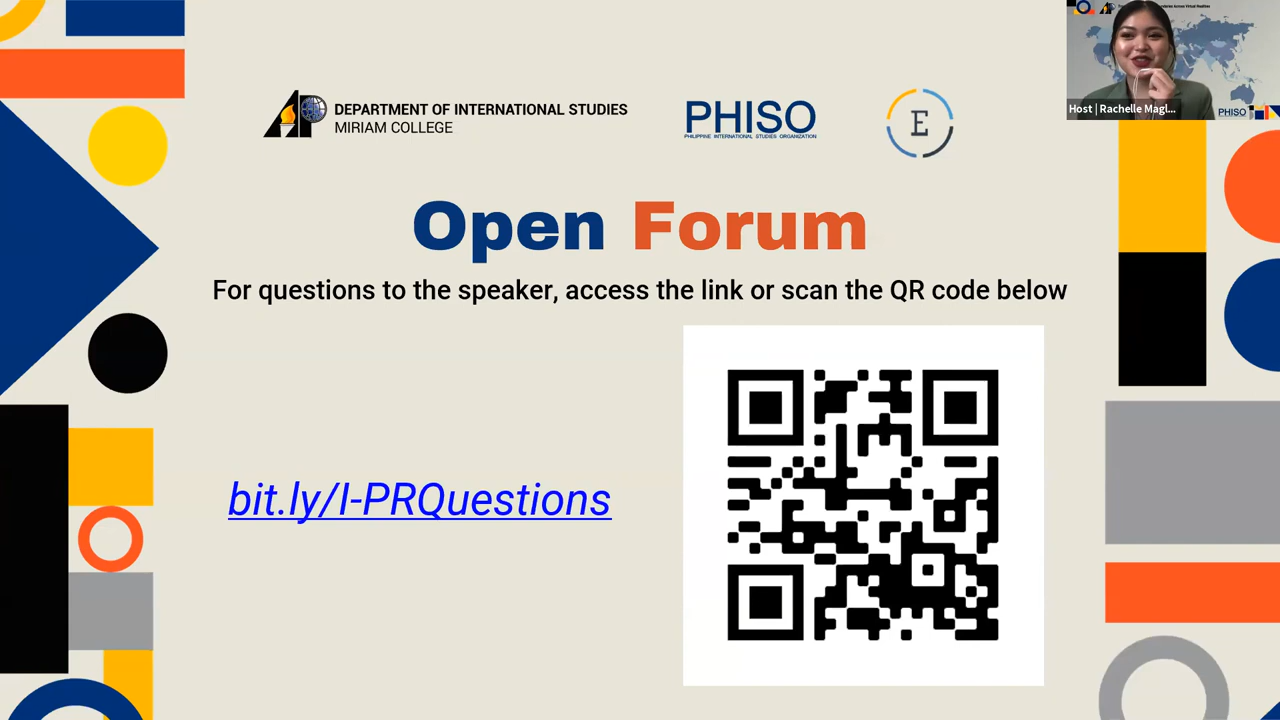 DEPARTMENT OF INTERNATIONAL STUDIES
MIRIAM COLLEGE
PHISO
PHILIPPINE INTERNATIONAL STUDIES ORGANIZATION
E
Open Forum
For questions to the speaker, access the link or scan the QR code below
bit.ly/I-PRQuestions
Host | Rachelle Magl...
PHISO